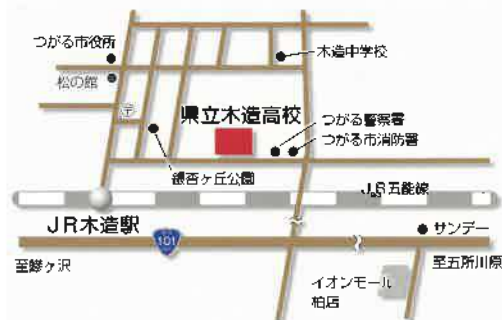 つがる市役所
木造中学校
松の館
〒
県立木造高校
つがる警察署
つがる市消防署
銀杏ヶ丘公園
JR五能線
JR木造駅
101
サンデー
至鰺ヶ沢
至五所川原
イオンモール
柏店